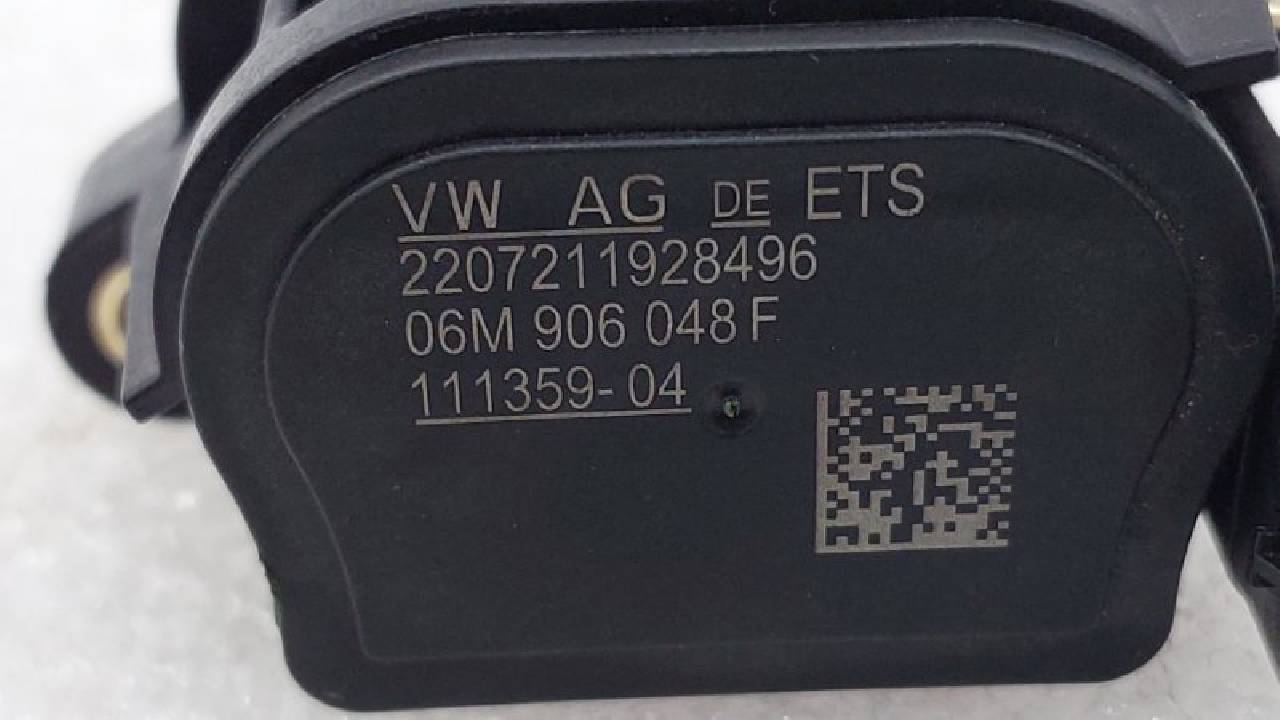 VW AG DE ETS
2207211928496
06M 906 048 F
111359-04